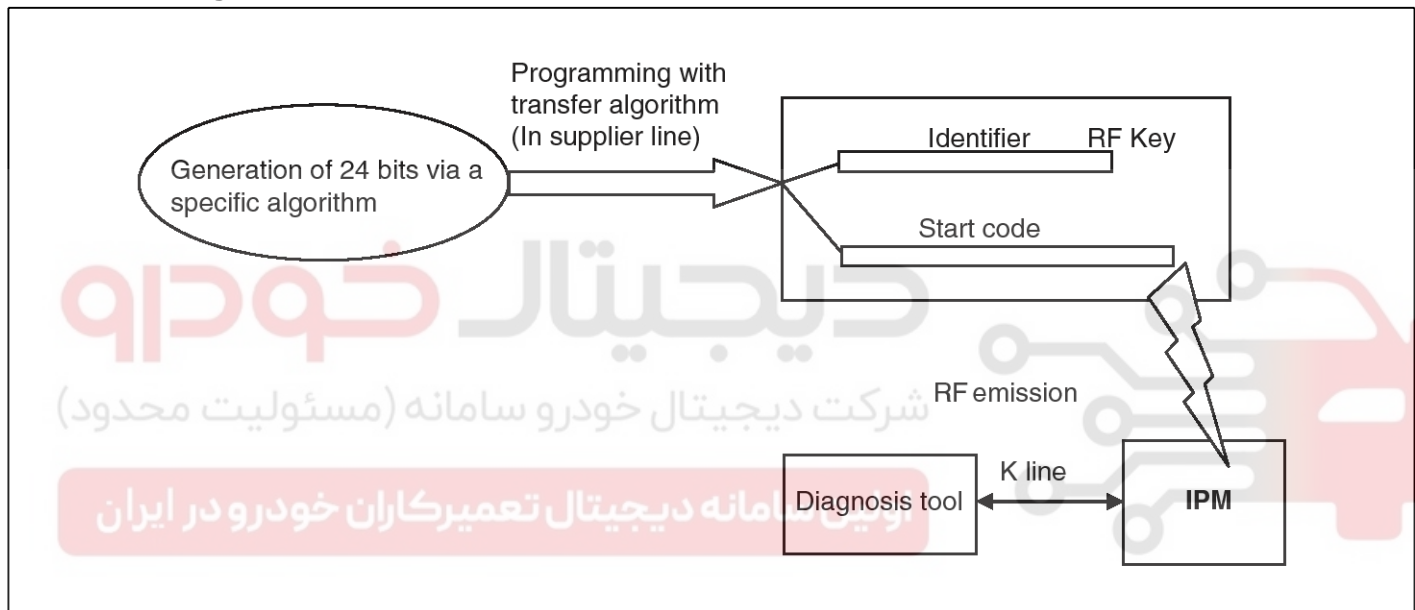 Programming with
transfer algorithm
(In supplier line)
Generation of 24 bits via a
specific algorithm
Identifier RF Key
Start code
دیجیتال خودرو
شرکت دیجیتال خودرو سامانه (مسئولیت محدود)
RF emission
اولین سامانه دیجیتال تعمیرکاران خودرو در ایران
K line
Diagnosis tool
IPM